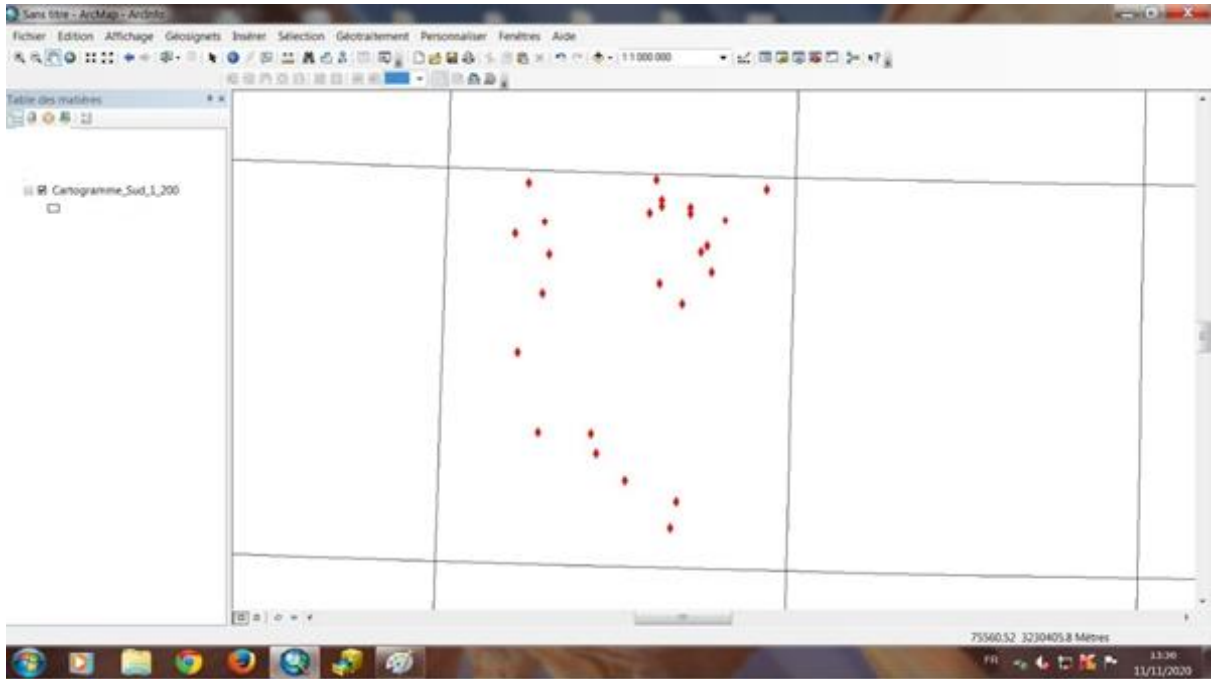 Sans titre - ArcMap - ArcInfo
Fichier Edition Affichage Géosignets Insérer Sélection Géotraitement Personnaliser Fenêtres Aide
1:1 000 000
Table des matières
Cartogramme_Sud_1_200
75560.52 3230405.8 Mètres
FR
13:36
11/11/2020